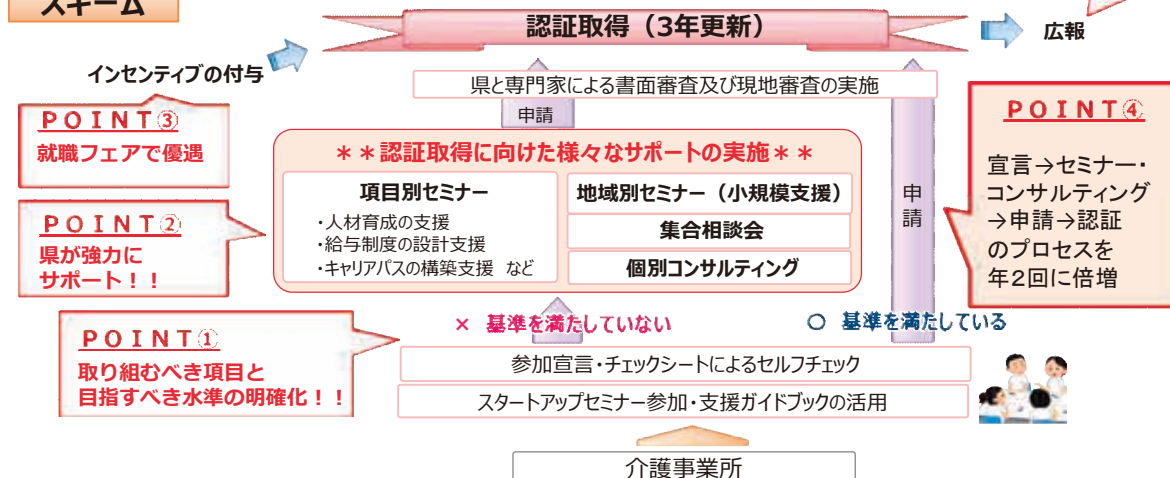 スキーム
認証取得（3年更新）
広報
インセンティブの付与
県と専門家による書面審査及び現地審査の実施
申請
POINT③
就職フェアで優遇
＊＊認証取得に向けた様々なサポートの実施＊＊
項目別セミナー
・人材育成の支援
・給与制度の設計支援
・キャリアパスの構築支援　など
地域別セミナー（小規模支援）
集合相談会
個別コンサルティング
申請
POINT④
宣言→セミナー・
コンサルティング
→申請→認証
のプロセスを
年2回に倍増
POINT②
県が強力に
サポート！！
× 基準を満たしていない
○ 基準を満たしている
POINT①
取り組むべき項目と
目指すべき水準の明確化！！
参加宣言・チェックシートによるセルフチェック
スタートアップセミナー参加・支援ガイドブックの活用
介護事業所